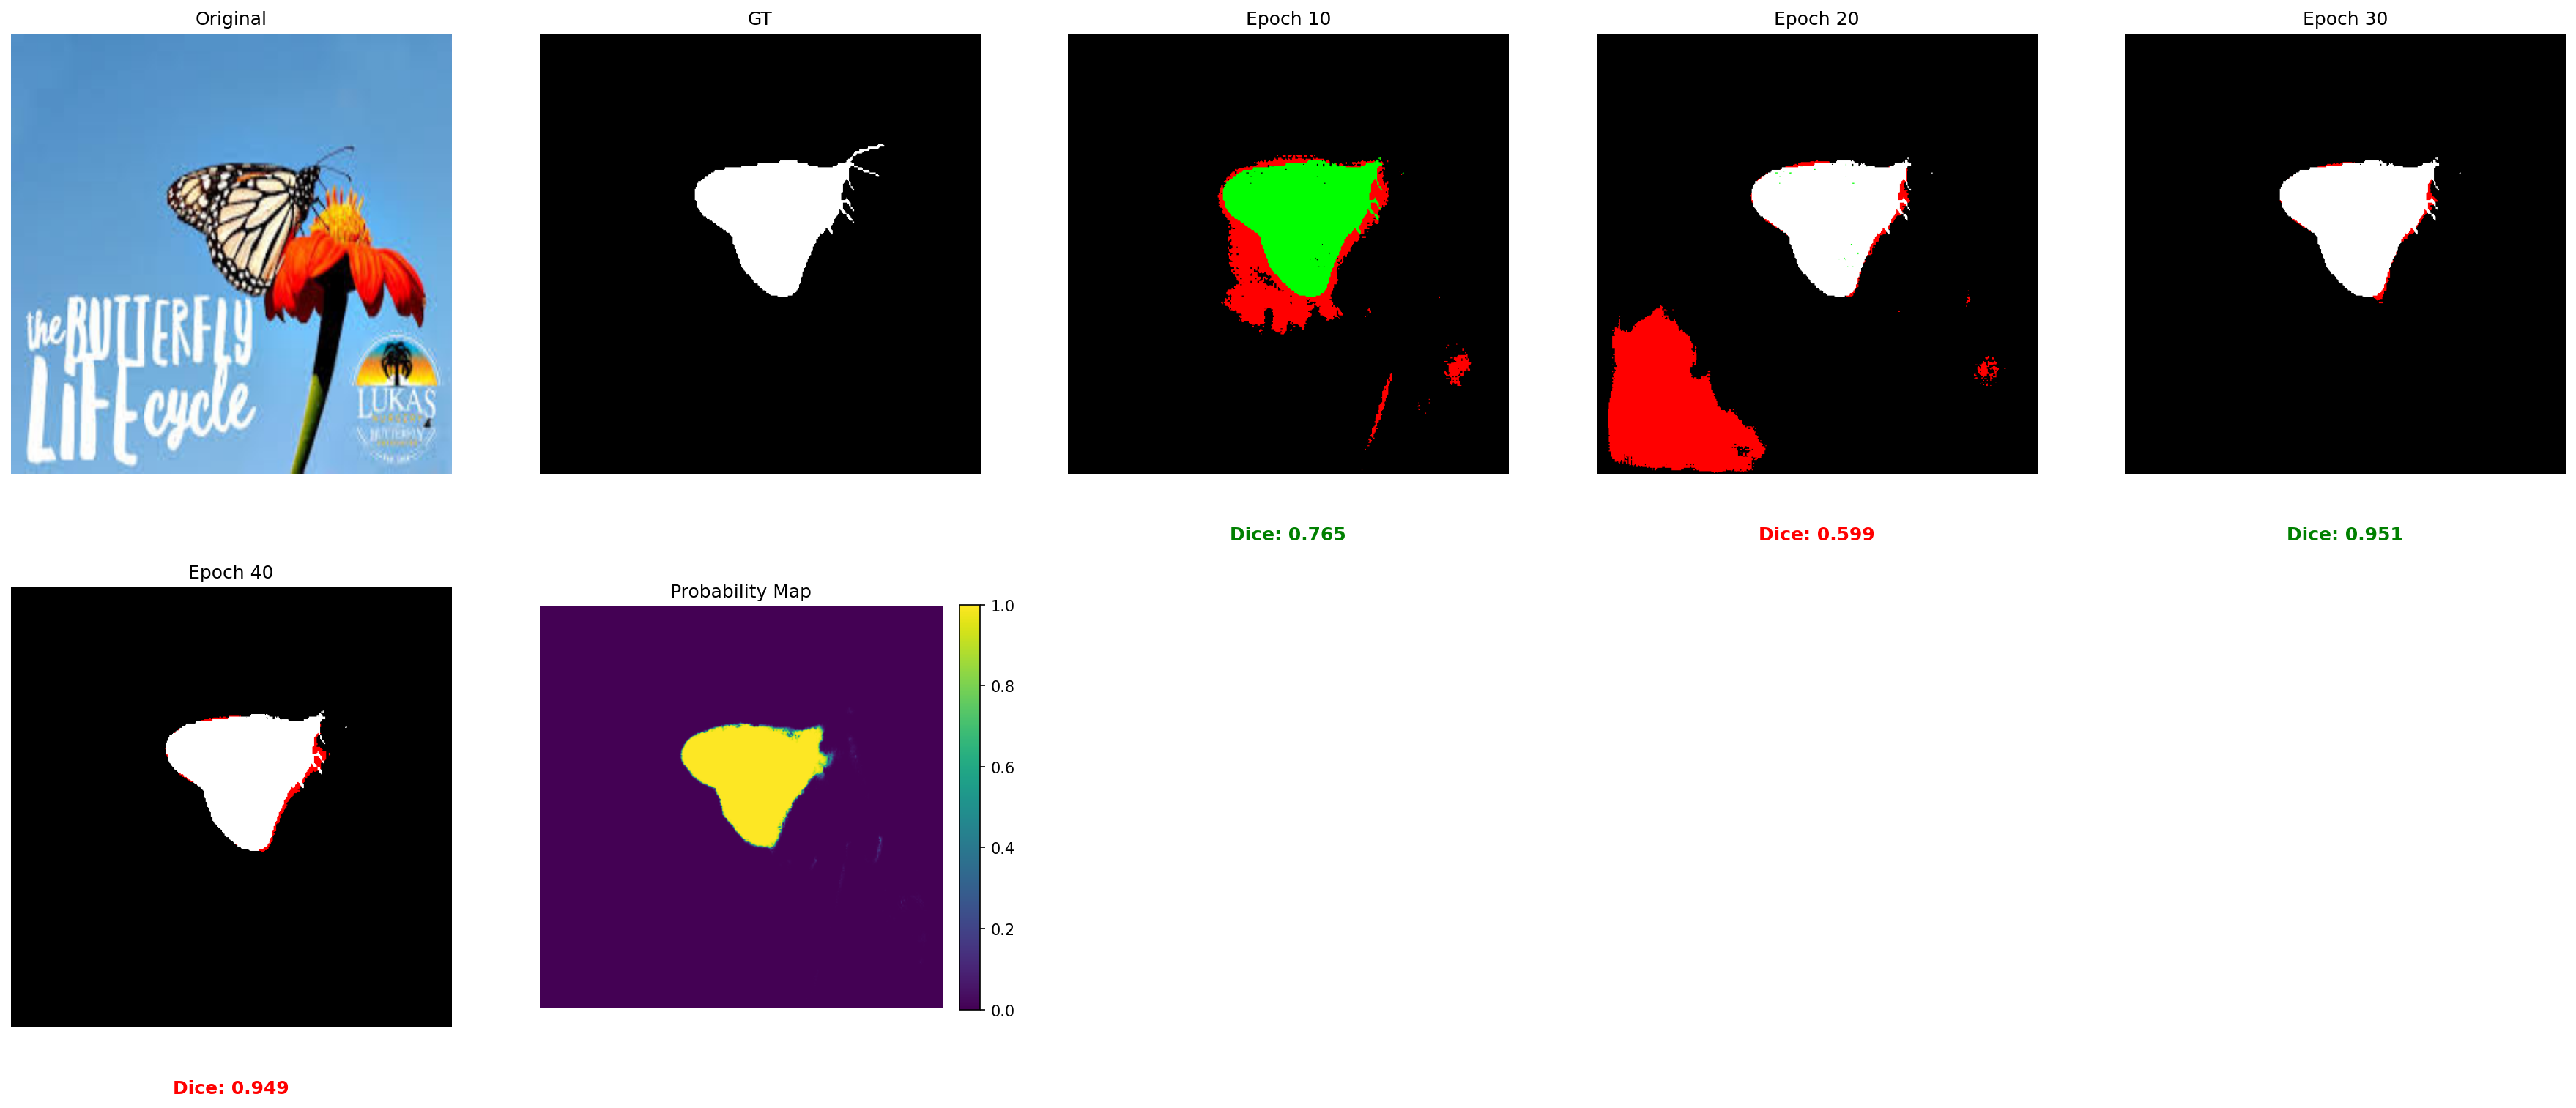 Original
GT
Epoch 10
Epoch 20
Epoch 30
the BUTTERFLY
LiFE cycle
LUKAS
BUTTERFLY
Dice: 0.765
Dice: 0.599
Dice: 0.951
Epoch 40
Probability Map
1.0
0.8
0.6
0.4
0.2
0.0
Dice: 0.949